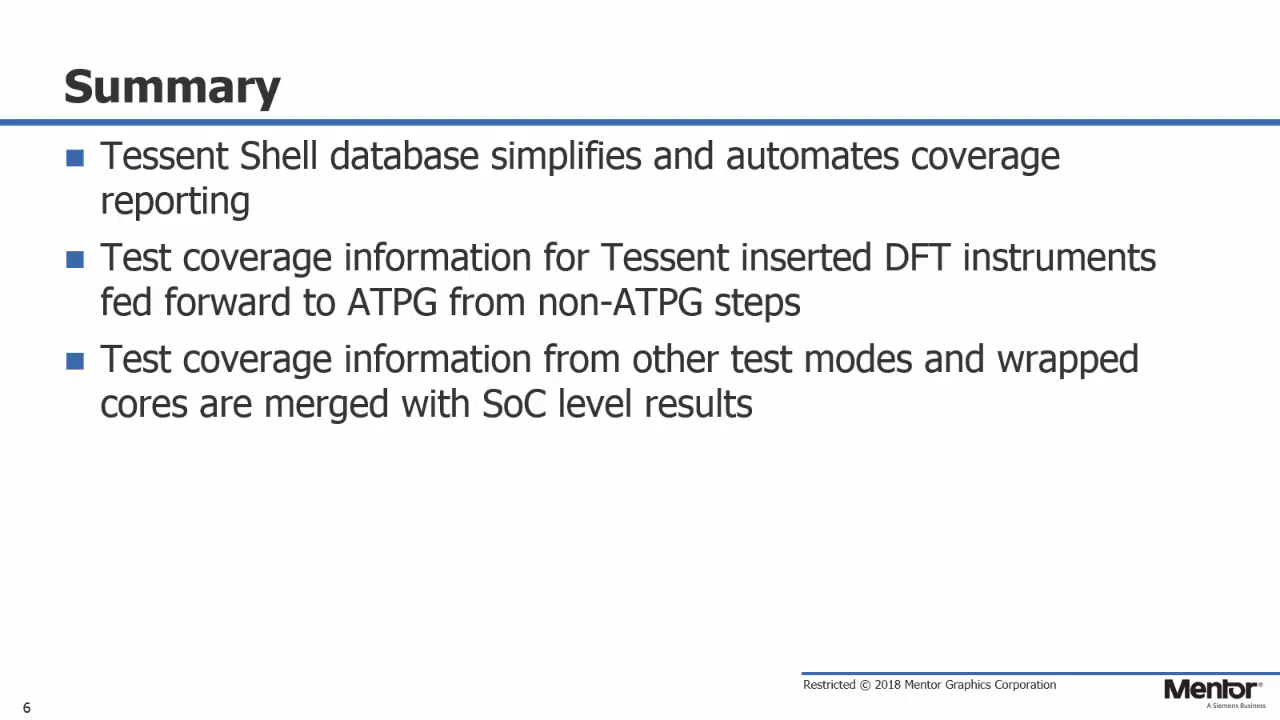 Summary
Tessent Shell database simplifies and automates coverage
reporting
Test coverage information for Tessent inserted DFT instruments
fed forward to ATPG from non-ATPG steps
Test coverage information from other test modes and wrapped
cores are merged with SoC level results
6
Restricted © 2018 Mentor Graphics Corporation
Mentor®
A Siemens Business